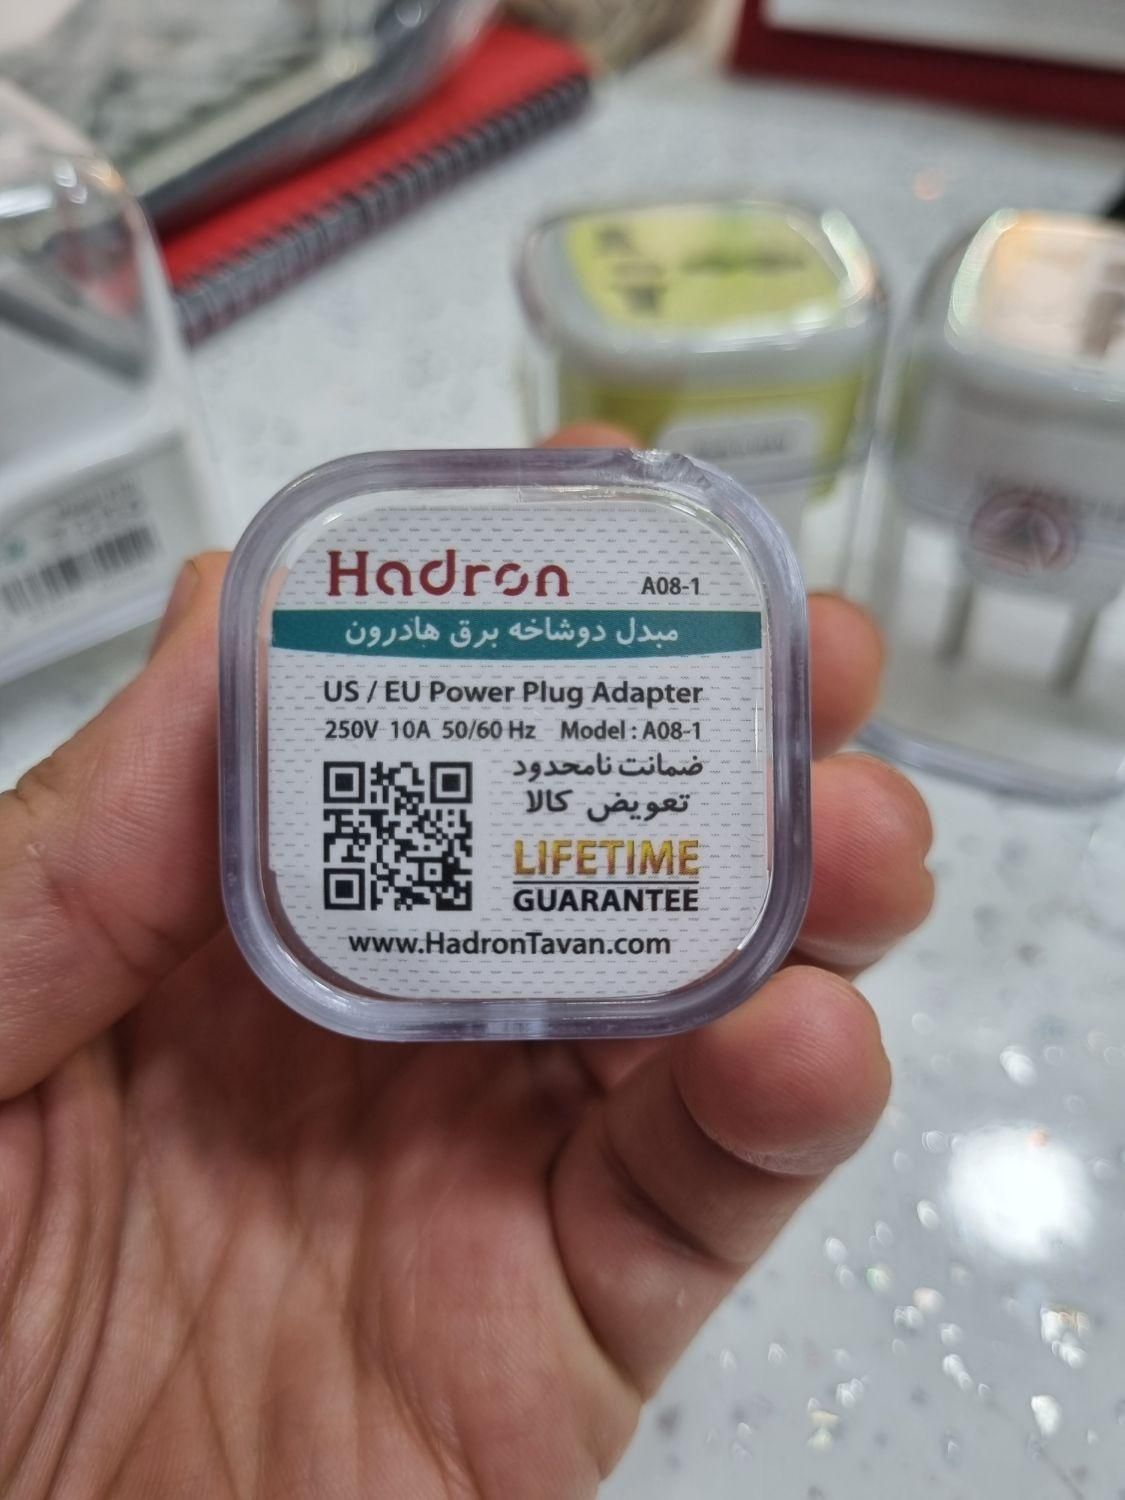 Hadron A08-1
مبدل دوشاخه برق هادرون
US / EU Power Plug Adapter
250V 10A 50/60 Hz Model : A08-1
ضمانت نامحدود
تعویض کالا
LIFETIME
GUARANTEE
www.HadronTavan.com